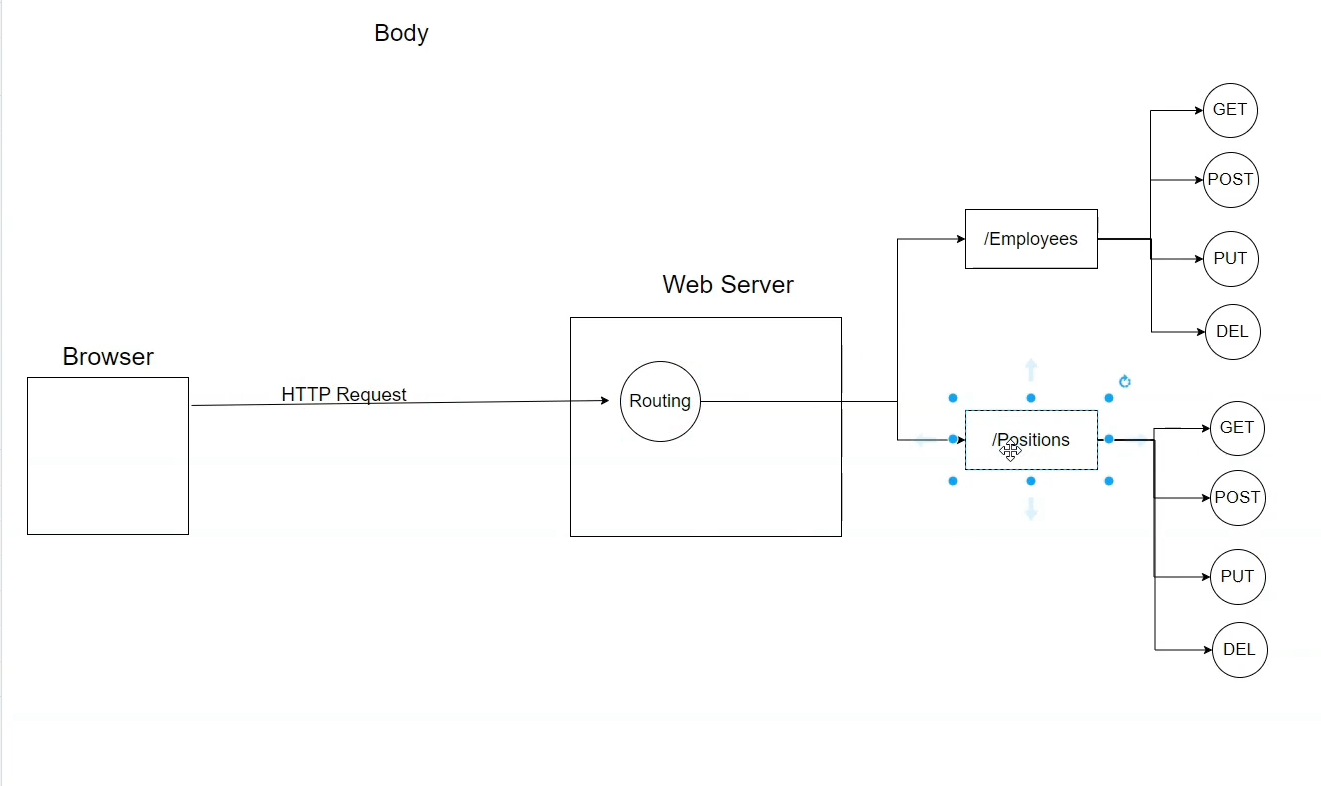 Body
GET
POST
/Employees
PUT
Web Server
DEL
Browser
HTTP Request
Routing
/Positions
GET
POST
PUT
DEL